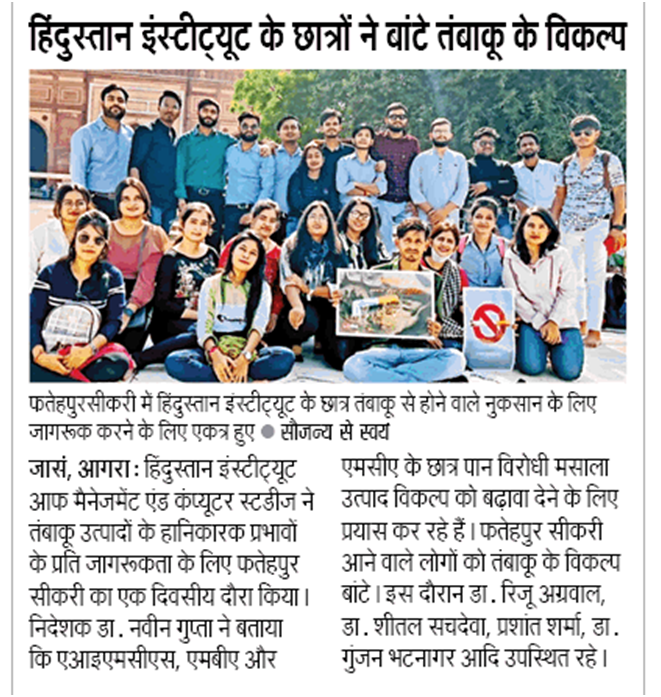 हिंदुस्तान इंस्टीट्यूट के छात्रों ने बांटे तंबाकू के विकल्प
फतेहपुरसीकरी में हिंदुस्तान इंस्टीट्यूट के छात्र तंबाकू से होने वाले नुकसान के लिए
जागरूक करने के लिए एकत्र हुए ● सौजन्य से स्वयं
जासं, आगरा : हिंदुस्तान इंस्टीट्यूट
आफ मैनेजमेंट एंड कंप्यूटर स्टडीज ने
तंबाकू उत्पादों के हानिकारक प्रभावों
के प्रति जागरूकता के लिए फतेहपुर
सीकरी का एक दिवसीय दौरा किया।
निदेशक डा. नवीन गुप्ता ने बताया
कि एआइएमसीएस, एमबीए और
एमसीए के छात्र पान विरोधी मसाला
उत्पाद विकल्प को बढ़ावा देने के लिए
प्रयास कर रहे हैं। फतेहपुर सीकरी
आने वाले लोगों को तंबाकू के विकल्प
बांटे। इस दौरान डा. रिजू अग्रवाल,
डा. शीतल सचदेवा, प्रशांत शर्मा, डा.
गुंजन भटनागर आदि उपस्थित रहे।